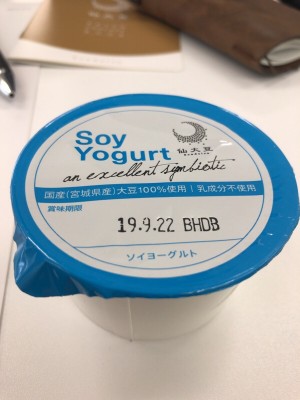 Soy
Yogurt
仙大豆
an excellent symbiotic
国産(宮城県産)大豆100%使用 | 乳成分不使用
賞味期限
19.9.22 BHDB
ソイヨーグルト